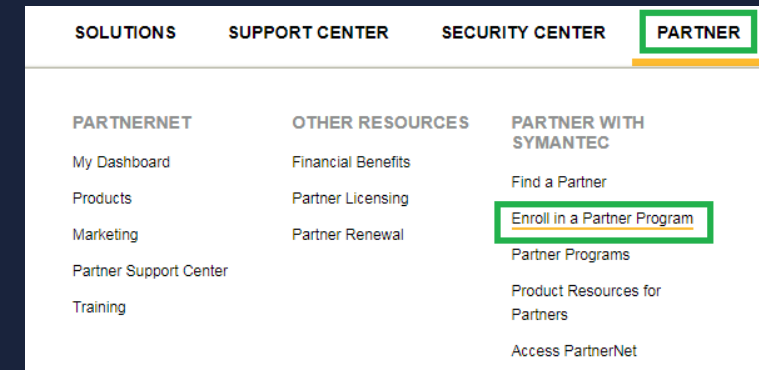 SOLUTIONS SUPPORT CENTER SECURITY CENTER PARTNER
PARTNERNET
My Dashboard
Products
Marketing
Partner Support Center
Training
OTHER RESOURCES
Financial Benefits
Partner Licensing
Partner Renewal
PARTNER WITH
SYMANTEC
Find a Partner
Enroll in a Partner Program
Partner Programs
Product Resources for
Partners
Access PartnerNet